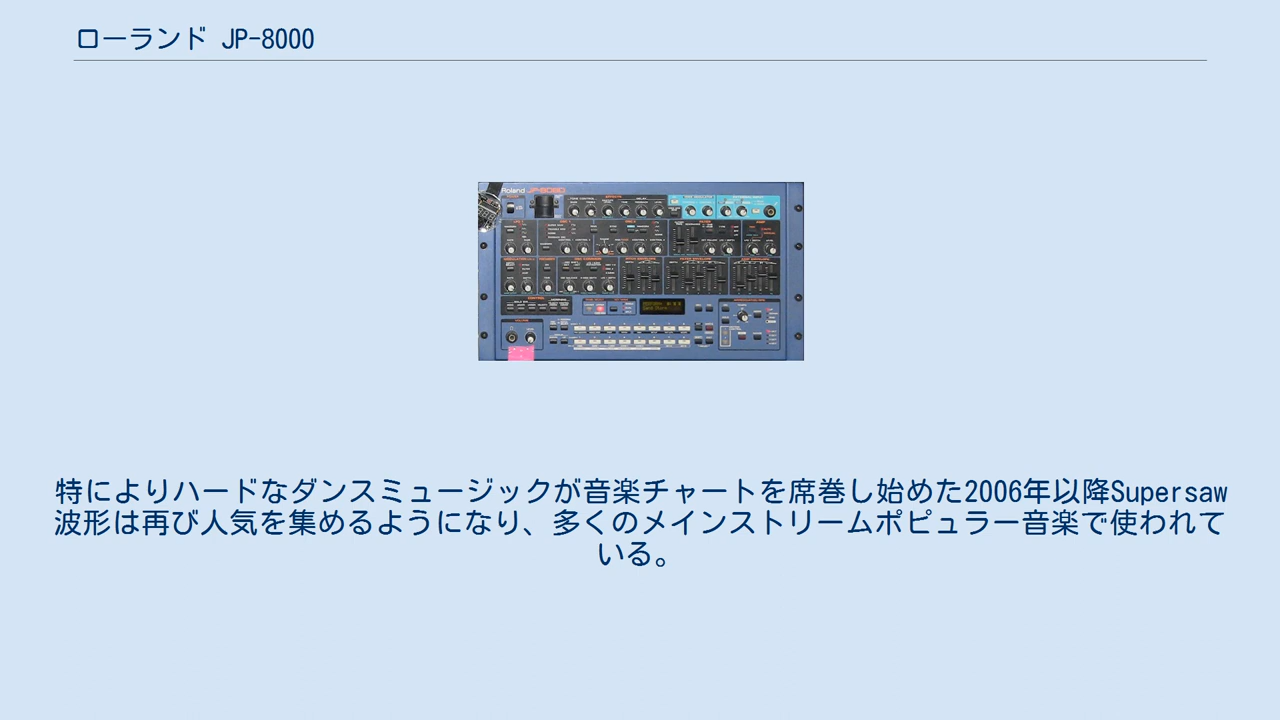 ローランド JP-8000
Roland JP-8080
特によりハードなダンスミュージックが音楽チャートを席巻し始めた2006年以降Supersaw
波形は再び人気を集めるようになり、多くのメインストリームポピュラー音楽で使われて
いる。